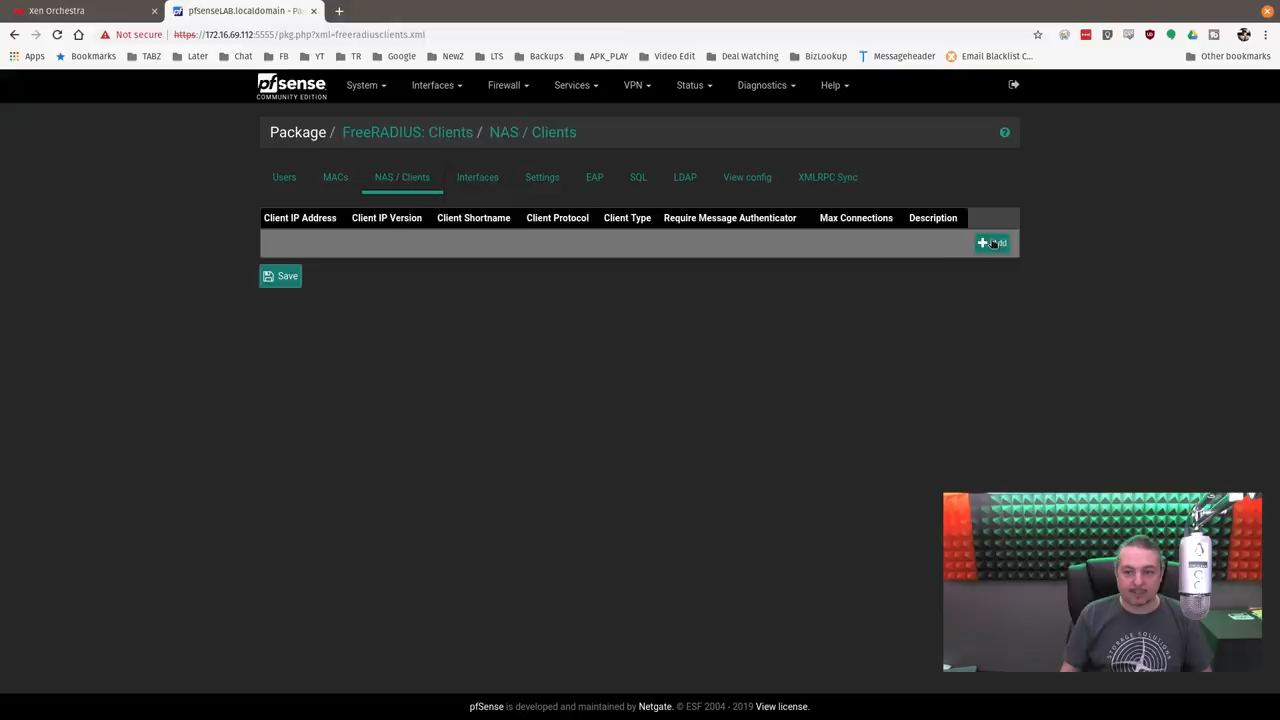 Xen Orchestra
pfsenseLAB.localdomain - Pa
Not secure https://172.16.69.112:5555/pkg.php?xml=freeradiusclients.xml
Apps Bookmarks TABZ Later Chat FB YT TR Google NewZ LTS Backups APK_PLAY Video Edit Deal Watching BizLookup Messageheader Email Blacklist C... Other bookmarks
pfsense System Interfaces Firewall Services VPN Status Diagnostics Help
COMMUNITY EDITION
Package / FreeRADIUS: Clients / NAS / Clients
Users MACs NAS / Clients Interfaces Settings EAP SQL LDAP View config XMLRPC Sync
Client IP Address Client IP Version Client Shortname Client Protocol Client Type Require Message Authenticator Max Connections Description
Add
Save
STORAGE SOLUTIONS
pfSense is developed and maintained by Netgate. © ESF 2004 - 2019 View license.